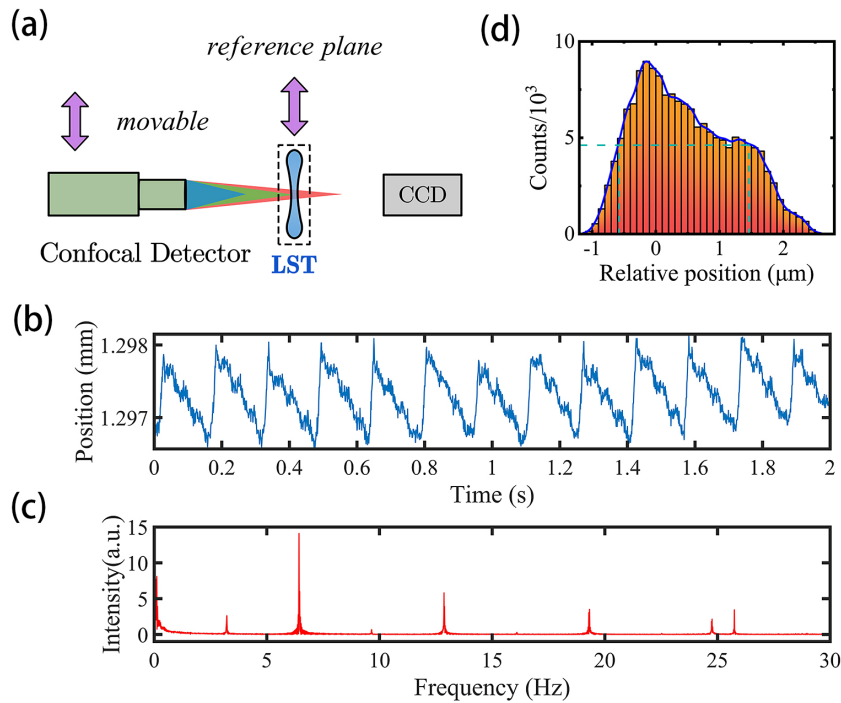 (a)
reference plane
movable
CCD
Confocal Detector
LST
(d)
Counts/10³
10
5
0
-1 0 1 2
Relative position (μm)
(b)
Position (mm)
1.298
1.297
0 0.2 0.4 0.6 0.8 1 1.2 1.4 1.6 1.8 2
Time (s)
(c)
Intensity(a.u.)
15
10
5
0
0 5 10 15 20 25 30
Frequency (Hz)